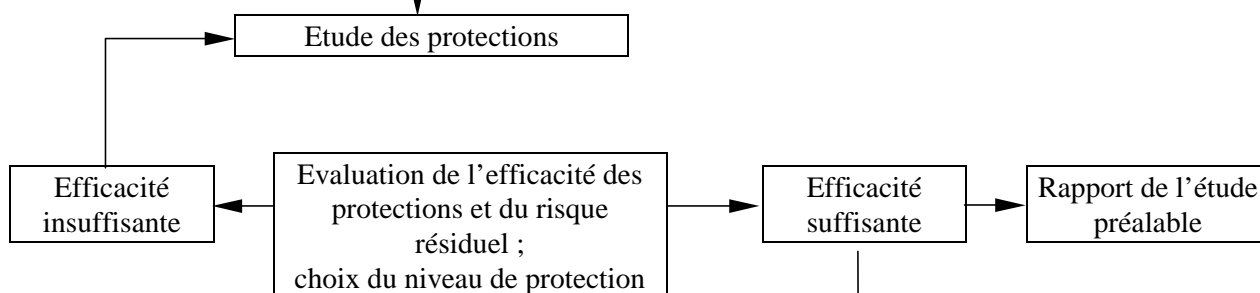 Etude des protections
Efficacité
insuffisante
Evaluation de l’efficacité des
protections et du risque
résiduel ;
choix du niveau de protection
Efficacité
suffisante
Rapport de l’étude
préalable